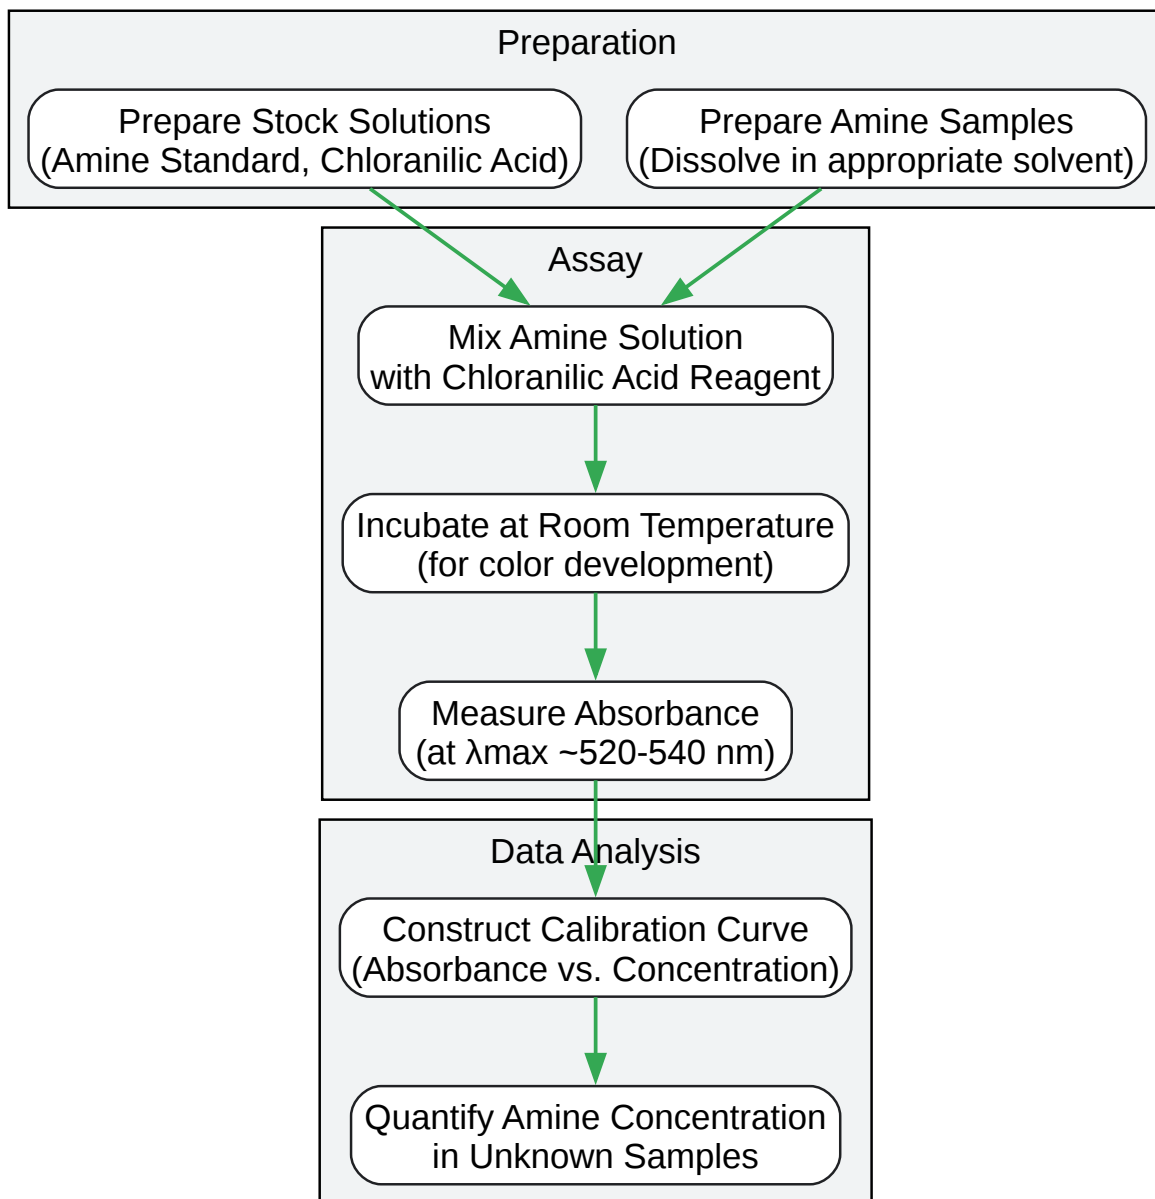 Preparation
Prepare Stock Solutions
(Amine Standard, Chloranilic Acid)
Prepare Amine Samples
(Dissolve in appropriate solvent)
Assay
Mix Amine Solution
with Chloranilic Acid Reagent
Incubate at Room Temperature
(for color development)
Measure Absorbance
(at λmax ~520-540 nm)
Data Analysis
Construct Calibration Curve
(Absorbance vs. Concentration)
Quantify Amine Concentration
in Unknown Samples